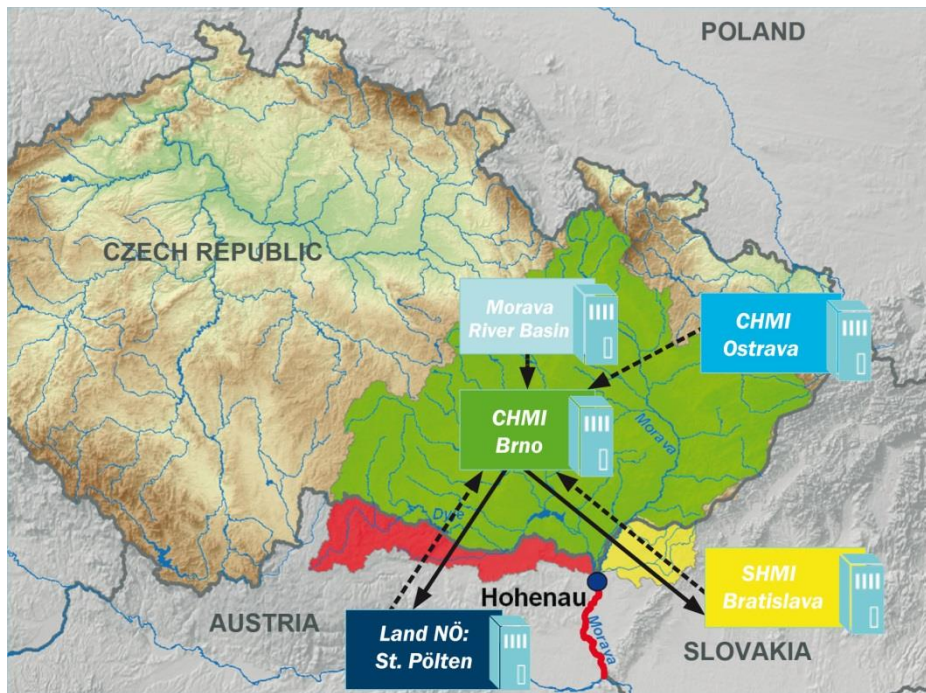 POLAND
CZECH REPUBLIC
Morava
River Basin
CHMI
Ostrava
CHMI
Brno
Morava
Dyje
SHMI
Bratislava
Hohenau
AUSTRIA
Land NÖ:
St. Pölten
Morava
SLOVAKIA